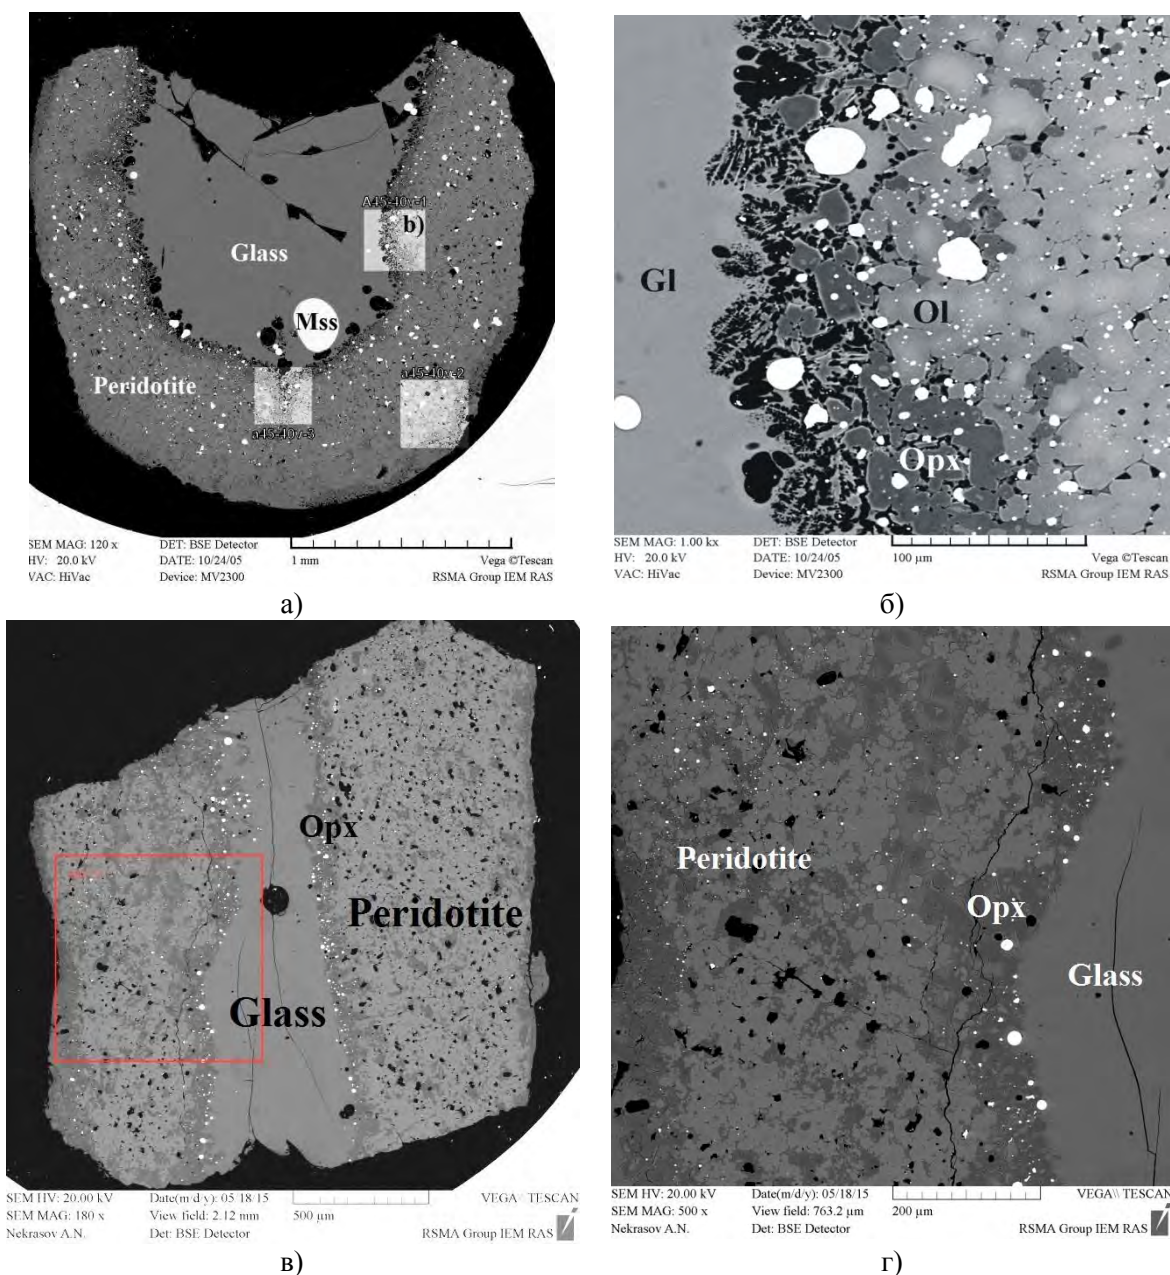 A45-40v-1
b)
Glass
Mss
Peridotite
a45-40v-2
a45-40v-3
SEM MAG: 120 x DET: BSE Detector
HV: 20.0 kV DATE: 10/24/05 1 mm Vega ©Tescan
VAC: HiVac Device: MV2300 RSMA Group IEM RAS
а)
Gl
Ol
Opx
SEM MAG: 1.00 kx DET: BSE Detector
HV: 20.0 kV DATE: 10/24/05 100 µm Vega ©Tescan
VAC: HiVac Device: MV2300 RSMA Group IEM RAS
б)
Opx
Peridotite
Glass
SEM HV: 20.00 kV Date(m/d/y): 05 18/15 VEGA\\ TESCAN
SEM MAG: 180 x View field: 2.12 mm 500 µm
Nekrasov A.N. Det: BSE Detector RSMA Group IEM RAS
в)
Peridotite
Opx
Glass
SEM HV: 20.00 kV Date(m/d/y): 05/18/15 VEGA\\ TESCAN
SEM MAG: 500 x View field: 763.2 µm 200 µm
Nekrasov A.N. Det: BSE Detector RSMA Group IEM RAS
г)